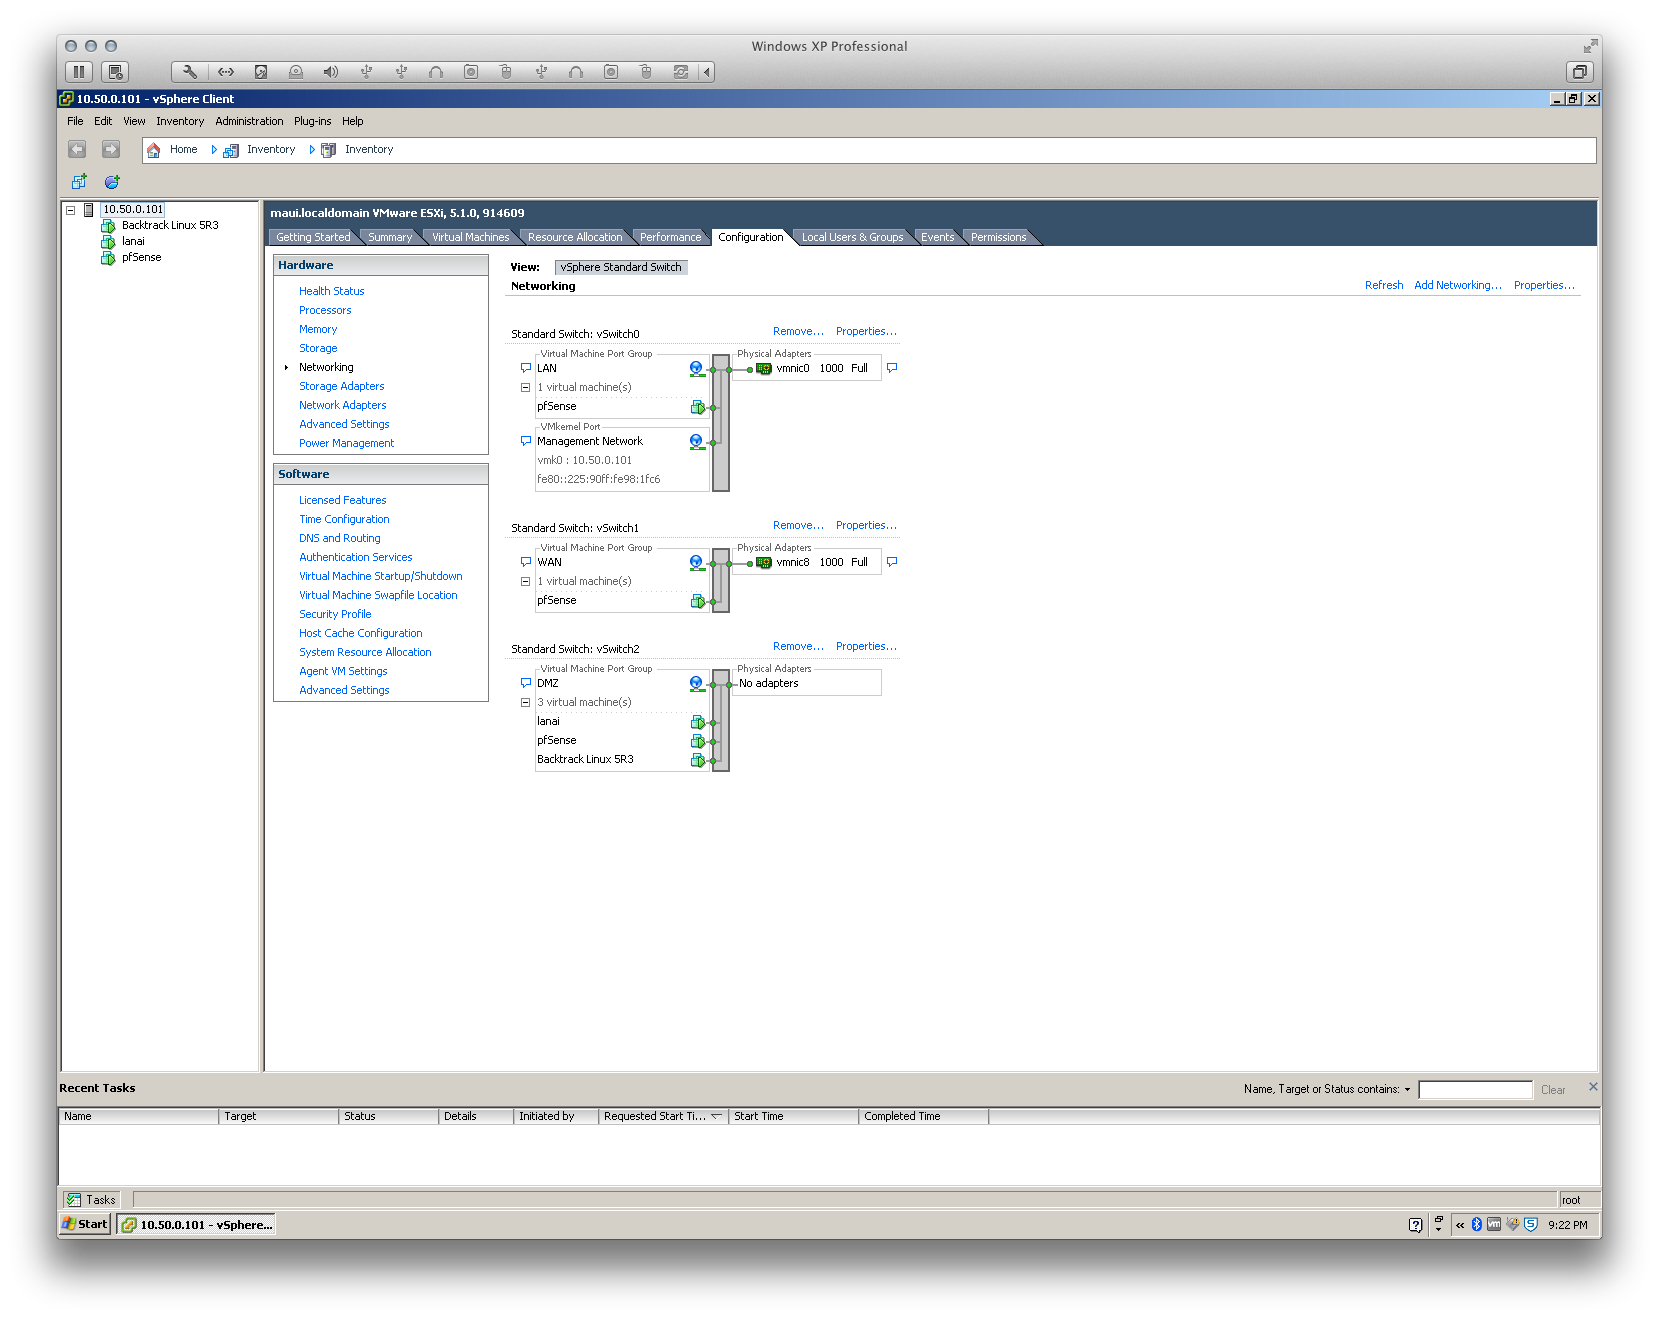 Windows XP Professional
10.50.0.101 - vSphere Client
File Edit View Inventory Administration Plug-ins Help
Home Inventory Inventory
10.50.0.101
Backtrack Linux 5R3
lanai
pfSense
maui.localdomain VMware ESXi, 5.1.0, 914609
Getting Started Summary Virtual Machines Resource Allocation Performance Configuration Local Users & Groups Events Permissions
Hardware
Health Status
Processors
Memory
Storage
Networking
Storage Adapters
Network Adapters
Advanced Settings
Power Management
Software
Licensed Features
Time Configuration
DNS and Routing
Authentication Services
Virtual Machine Startup/Shutdown
Virtual Machine Swapfile Location
Security Profile
Host Cache Configuration
System Resource Allocation
Agent VM Settings
Advanced Settings
View: vSphere Standard Switch
Networking
Refresh Add Networking... Properties...
Standard Switch: vSwitch0 Remove... Properties...
Virtual Machine Port Group Physical Adapters
LAN vmnic0 1000 Full
1 virtual machine(s)
pfSense
VMkernel Port
Management Network
vmk0 : 10.50.0.101
fe80::225:90ff:fe98:1fc6
Standard Switch: vSwitch1 Remove... Properties...
Virtual Machine Port Group Physical Adapters
WAN vmnic8 1000 Full
1 virtual machine(s)
pfSense
Standard Switch: vSwitch2 Remove... Properties...
Virtual Machine Port Group Physical Adapters
DMZ No adapters
3 virtual machine(s)
lanai
pfSense
Backtrack Linux 5R3
Recent Tasks Name, Target or Status contains: Clear
Name Target Status Details Initiated by Requested Start Ti... Start Time Completed Time
Tasks root
Start 10.50.0.101 - vSphere... « vm 9:22 PM